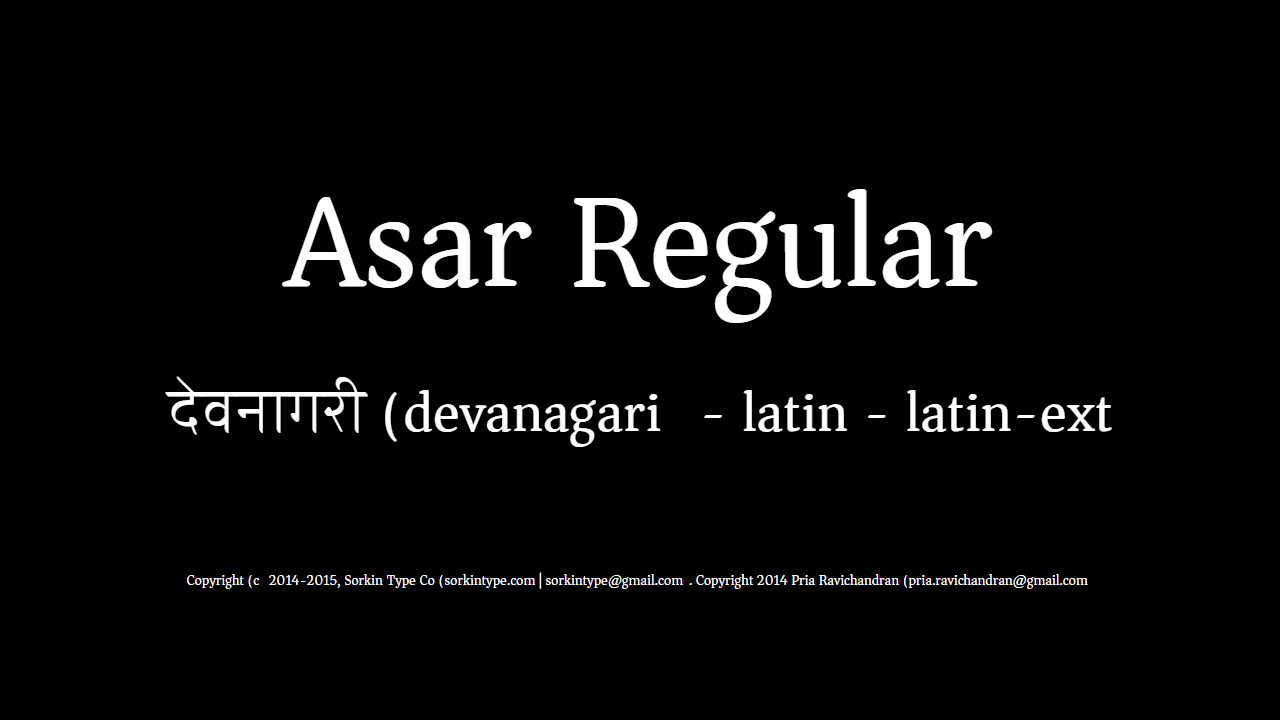 Asar Regular
देवनागरी (devanagari - latin - latin-ext
Copyright (c 2014-2015, Sorkin Type Co (sorkintype.com | sorkintype@gmail.com . Copyright 2014 Pria Ravichandran (pria.ravichandran@gmail.com